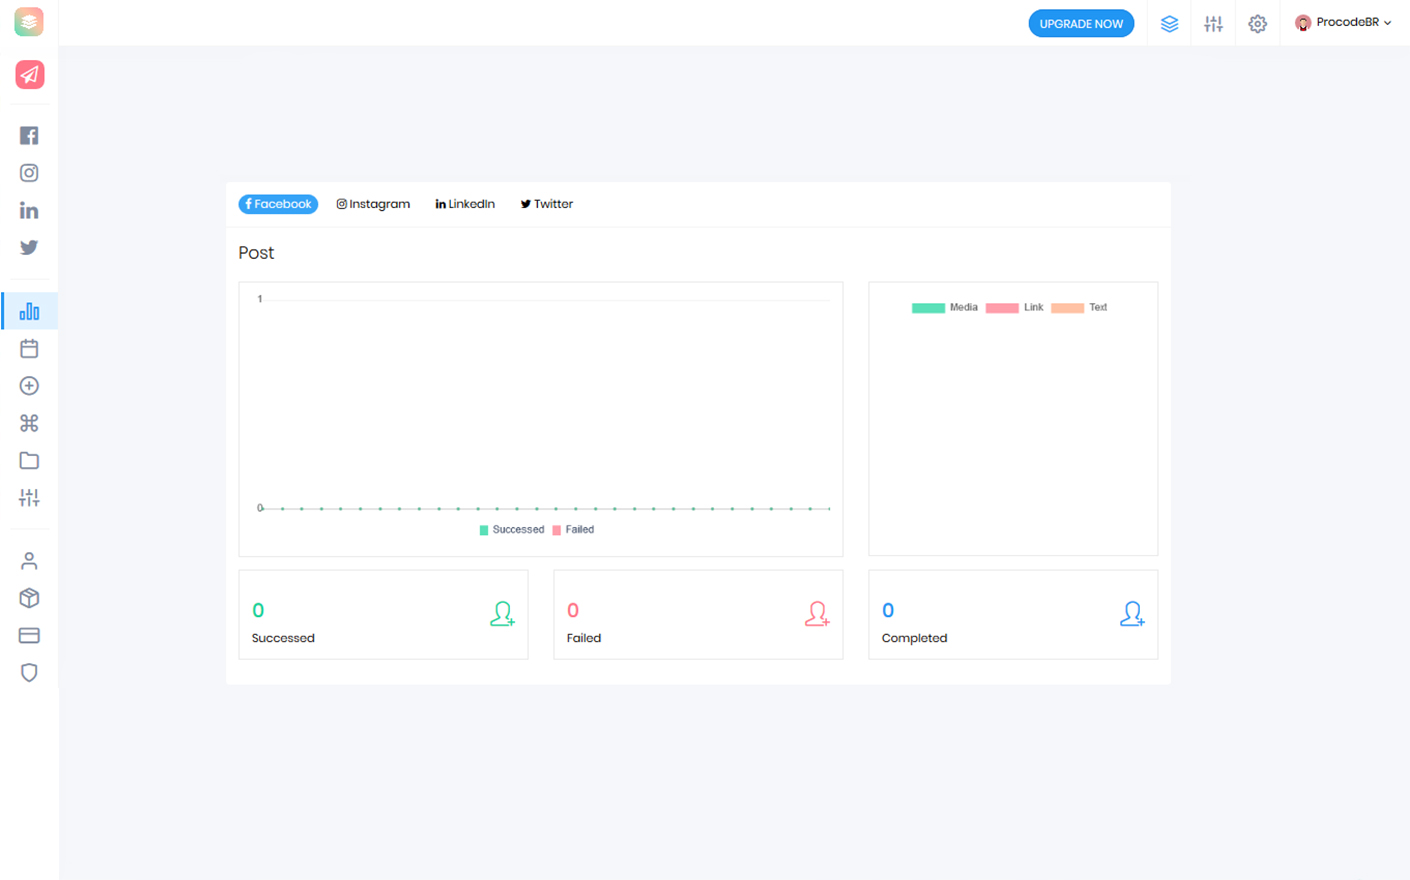 UPGRADE NOW
ProcodeBR
Facebook
Instagram
LinkedIn
Twitter
Post
1
0
Successed
Failed
Media
Link
Text
0
Successed
0
Failed
0
Completed